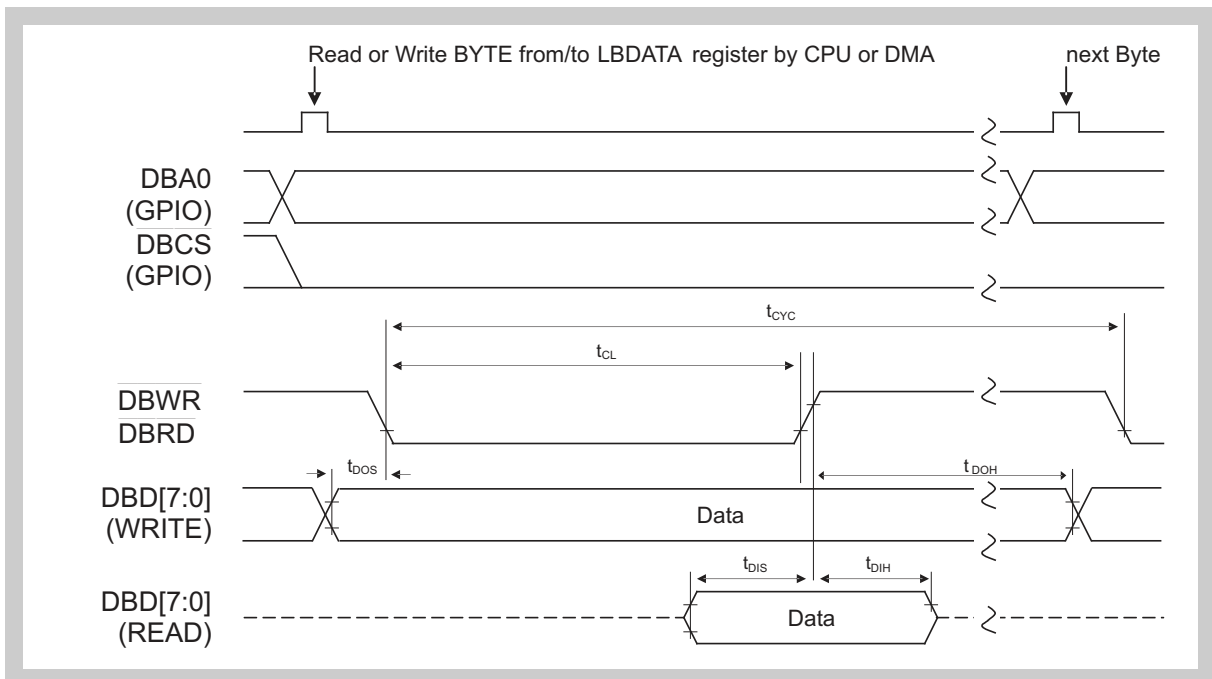 Read or Write BYTE from/to LBDATA register by CPU or DMA
next Byte
DBA0
(GPIO)
DBCS
(GPIO)
tCYC
tCL
DBWR
DBRD
tDOS
tDOH
DBD[7:0]
(WRITE)
Data
tDIS
tDIH
DBD[7:0]
(READ)
Data